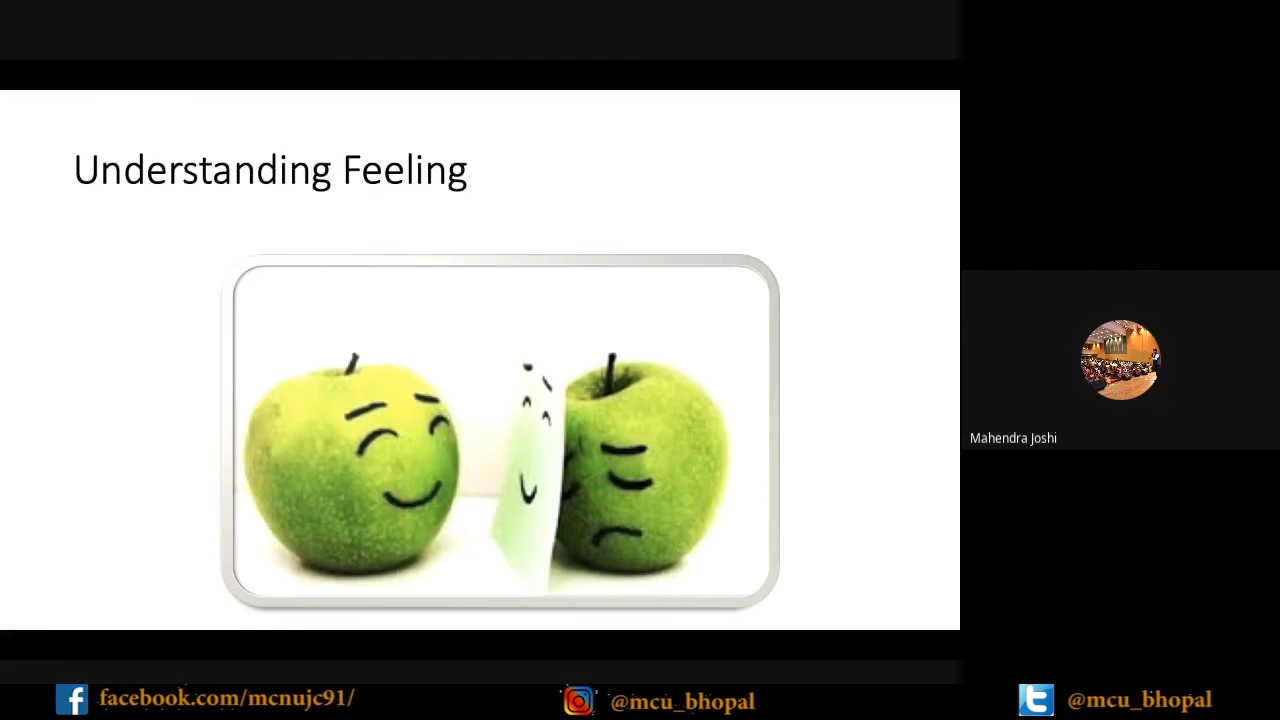 Understanding Feeling
Mahendra Joshi
facebook.com/mcnujc91/
@mcu_bhopal
@mcu_bhopal